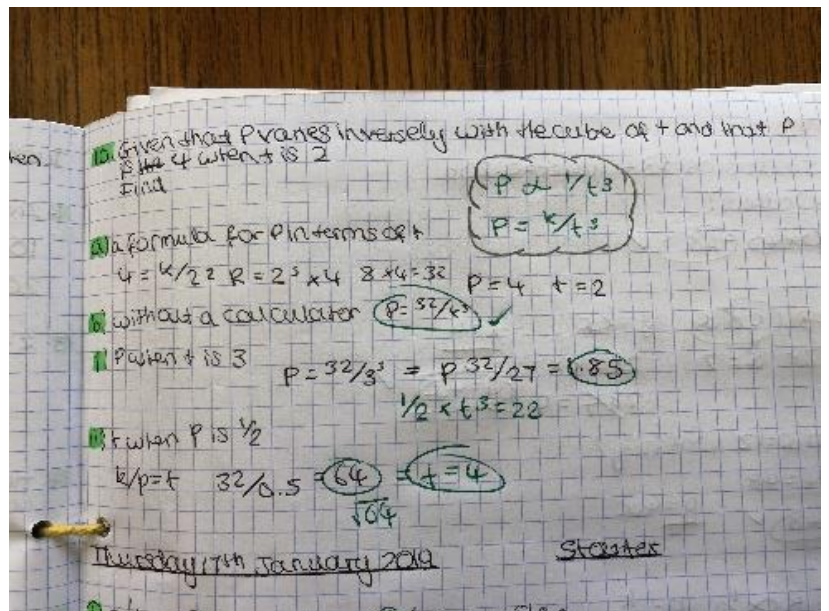 Given that P varies inversely with the cube of t and that P
is 4 when t is 2
Find
P ∝ 1/t³
P = k/t³
a) a formula for P in terms of t
4 = k/2² k = 2³ x 4 8 x 4 = 32 P = 4 t = 2
b) without a calculator P = 32/t³ ✓
i) P when t is 3 P = 32/3³ = P 32/27 = 1.85
1/2 x t³ = 22
t when P is 1/2
k/p = t 32/0.5 = 64 = t = 4
√64
Thursday 17th January 2019 Starter